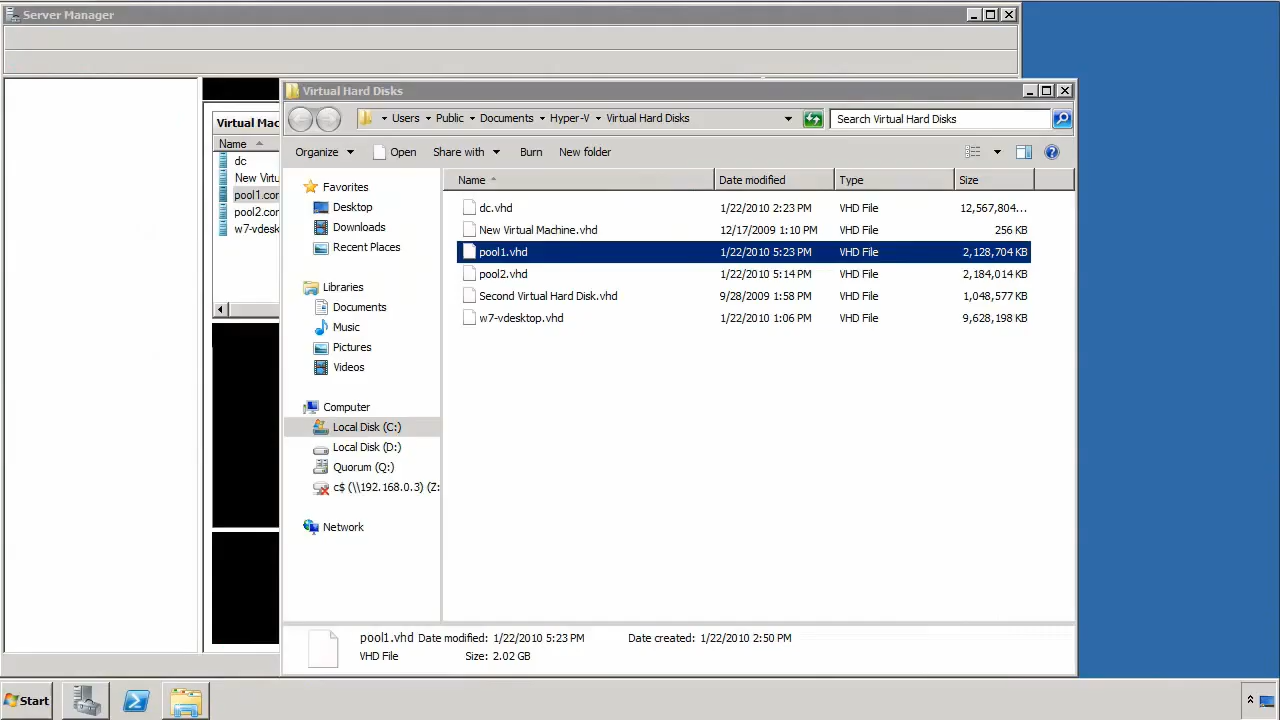 Server Manager
Virtual Hard Disks
Users Public Documents Hyper-V Virtual Hard Disks
Search Virtual Hard Disks
Organize Open Share with Burn New folder
Virtual Mac
Name
dc
New Virtu
pool1.cor
pool2.cor
w7-vdesk
Favorites
Desktop
Downloads
Recent Places
Libraries
Documents
Music
Pictures
Videos
Computer
Local Disk (C:)
Local Disk (D:)
Quorum (Q:)
c$ (\\192.168.0.3) (Z:
Network
Name Date modified Type Size
dc.vhd 1/22/2010 2:23 PM VHD File 12,567,804...
New Virtual Machine.vhd 12/17/2009 1:10 PM VHD File 256 KB
pool1.vhd 1/22/2010 5:23 PM VHD File 2,128,704 KB
pool2.vhd 1/22/2010 5:14 PM VHD File 2,184,014 KB
Second Virtual Hard Disk.vhd 9/28/2009 1:58 PM VHD File 1,048,577 KB
w7-vdesktop.vhd 1/22/2010 1:06 PM VHD File 9,628,198 KB
pool1.vhd Date modified: 1/22/2010 5:23 PM Date created: 1/22/2010 2:50 PM
VHD File Size: 2.02 GB
Start